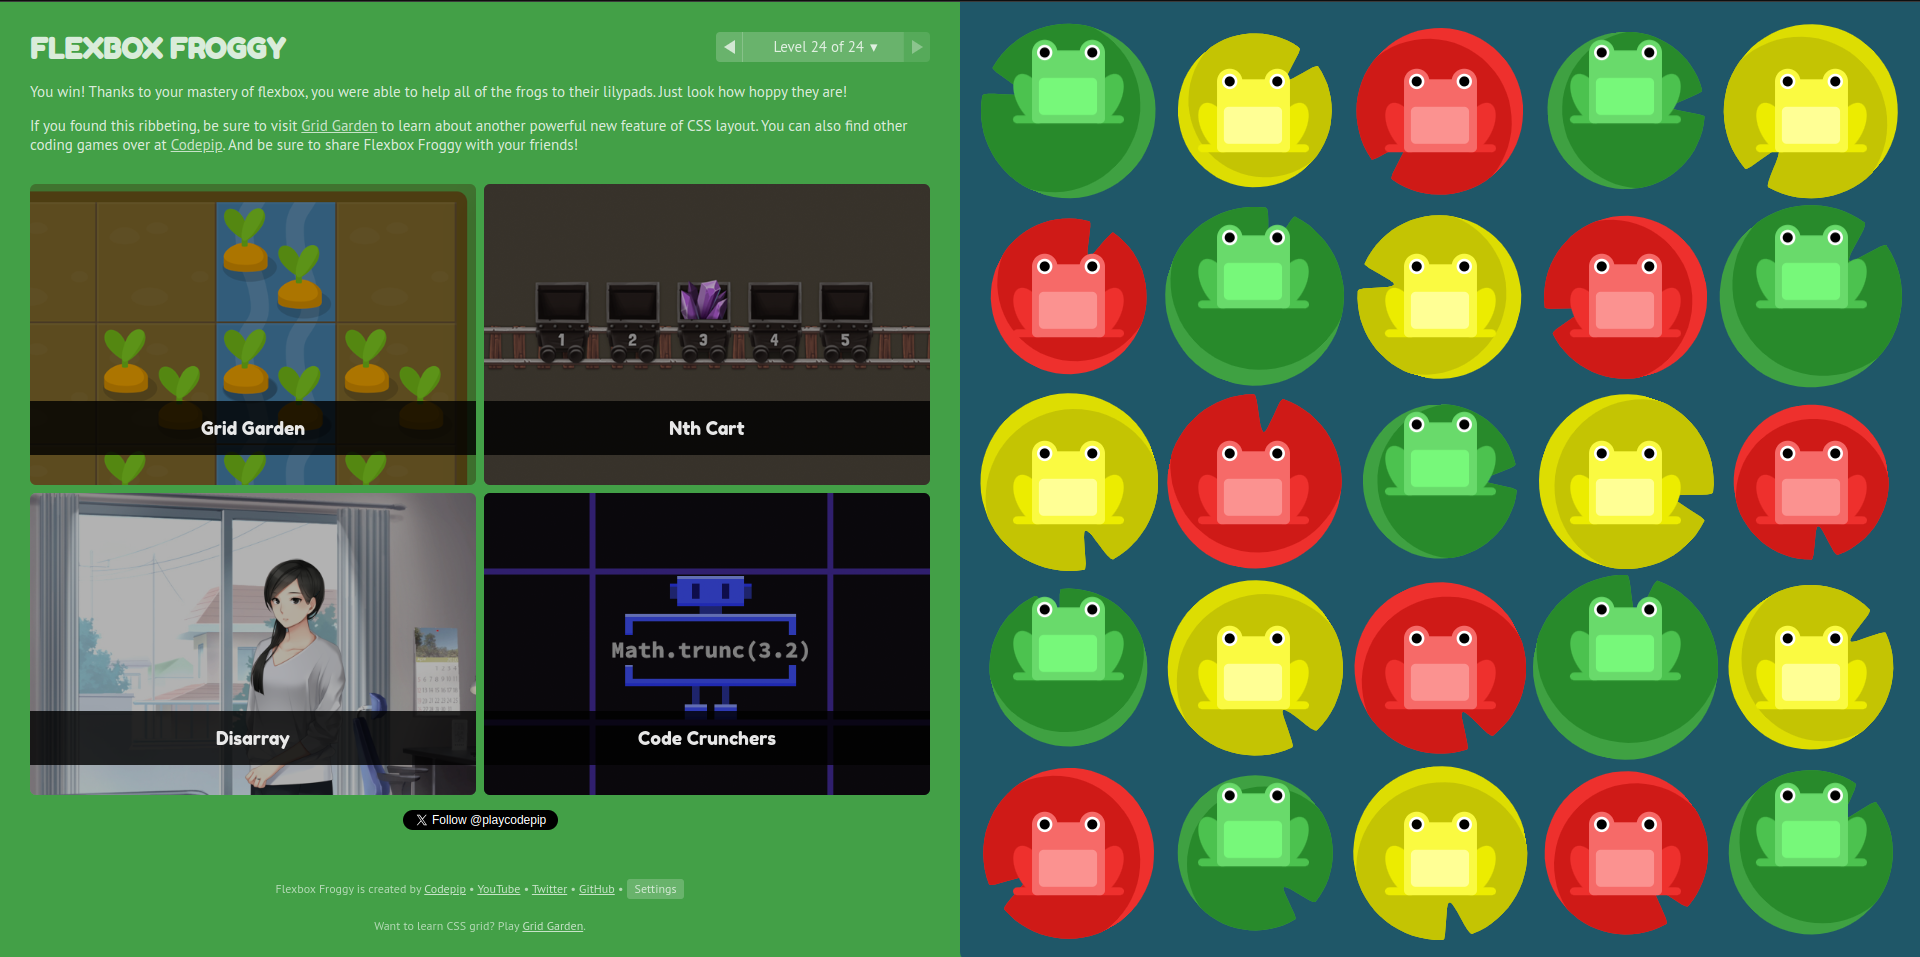 FLEXBOX FROGGY
Level 24 of 24 ▼
You win! Thanks to your mastery of flexbox, you were able to help all of the frogs to their lilypads. Just look how hoppy they are!
If you found this ribbeting, be sure to visit Grid Garden to learn about another powerful new feature of CSS layout. You can also find other
coding games over at Codepip. And be sure to share Flexbox Froggy with your friends!
Grid Garden
1 2 3 4 5
Nth Cart
Disarray
Math.trunc(3.2)
Code Crunchers
Follow @playcodepip
Flexbox Froggy is created by Codepip • YouTube • Twitter • GitHub • Settings
Want to learn CSS grid? Play Grid Garden.